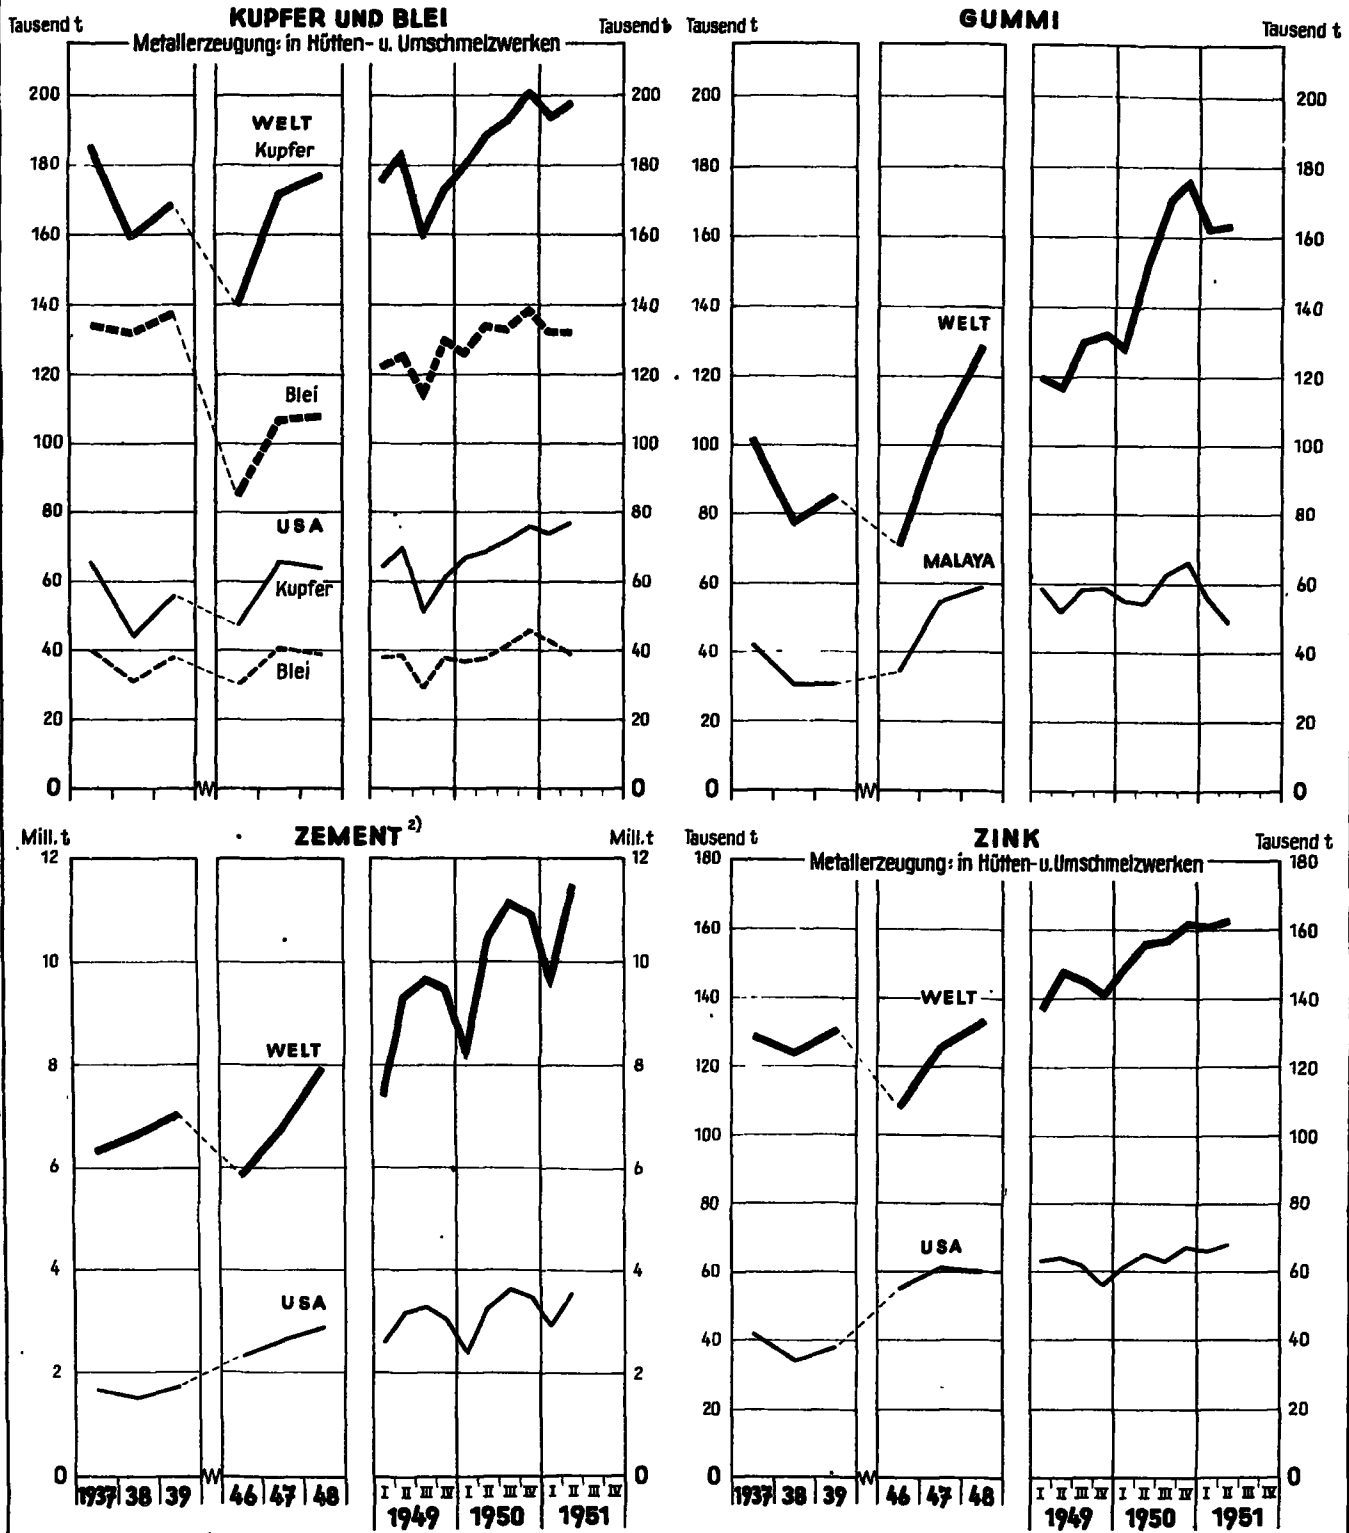 KUPFER UND BLEI
Tausend t
Tausend t
Metallerzeugung: in Hütten- u. Umschmelzwerken
200
180
160
140
120
100
80
60
40
20
0
WELT
Kupfer
Blei
USA
Kupfer
Blei
200
180
160
140
120
100
80
60
40
20
0
GUMMI
Tausend t
Tausend t
200
180
160
140
120
100
80
60
40
20
0
WELT
MALAYA
200
180
160
140
120
100
80
60
40
20
0
ZEMENT 2)
Mill. t
Mill. t
12
10
8
6
4
2
0
WELT
USA
12
10
8
6
4
2
0
1937 38 39 46 47 48
I II III IV I II III IV I II III IV
1949 1950 1951
ZINK
Tausend t
Tausend t
Metallerzeugung: in Hütten- u. Umschmelzwerken
180
160
140
120
100
80
60
40
20
0
WELT
USA
180
160
140
120
100
80
60
40
20
0
1937 38 39 46 47 48
I II III IV I II III IV I II III IV
1949 1950 1951